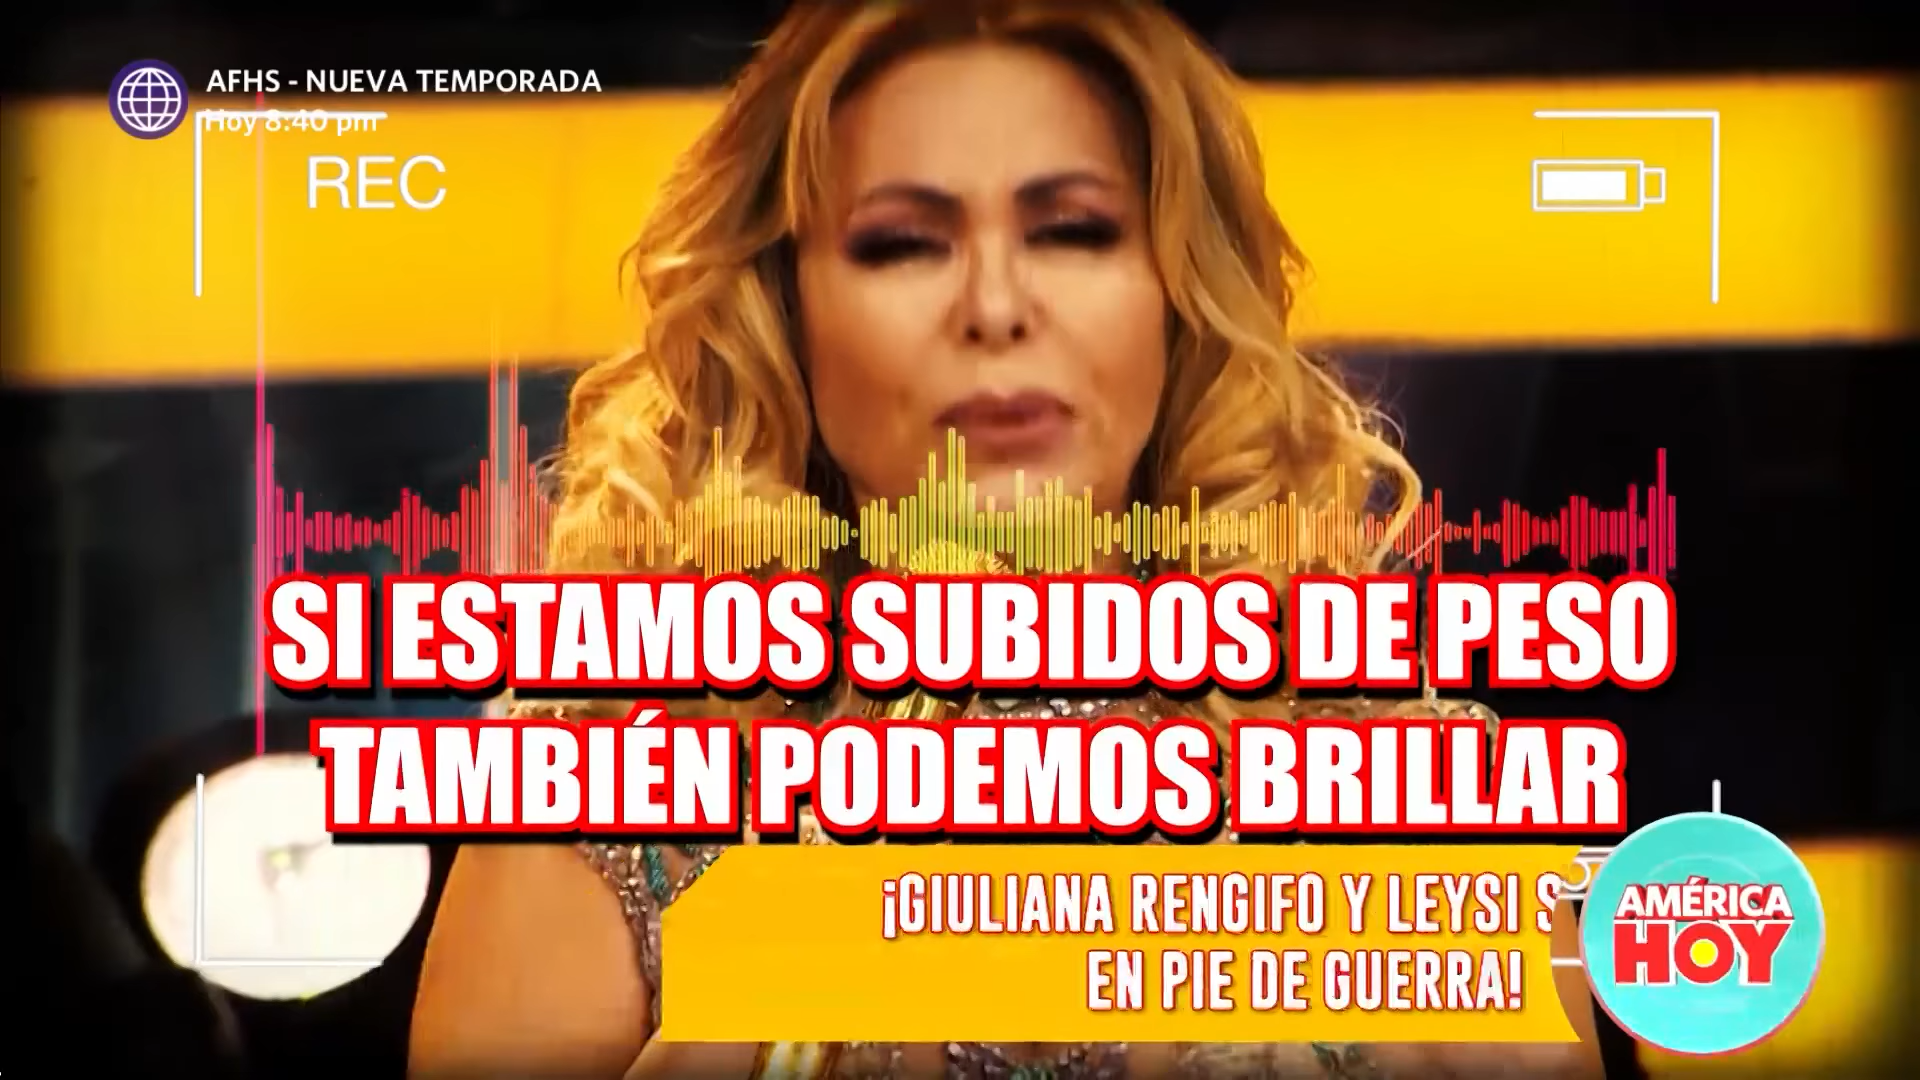 AFHS - NUEVA TEMPORADA
Hoy 8:40 pm
REC
SI ESTAMOS SUBIDOS DE PESO
TAMBIÉN PODEMOS BRILLAR
¡GIULIANA RENGIFO Y LEYSI S
EN PIE DE GUERRA!
AMÉRICA
HOY